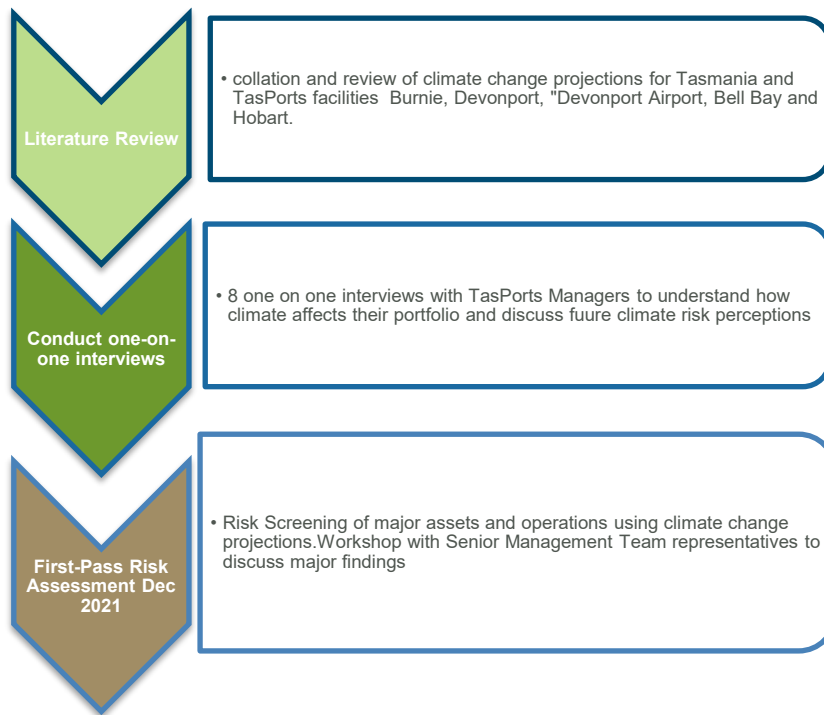 • collation and review of climate change projections for Tasmania and
TasPorts facilities  Burnie, Devonport, "Devonport Airport, Bell Bay and
Hobart.
Literature Review
• 8 one on one interviews with TasPorts Managers to understand how
climate affects their portfolio and discuss fuure climate risk perceptions
Conduct one-on-
one interviews
• Risk Screening of major assets and operations using climate change
projections.Workshop with Senior Management Team representatives to
discuss major findings
First-Pass Risk
Assessment Dec
2021